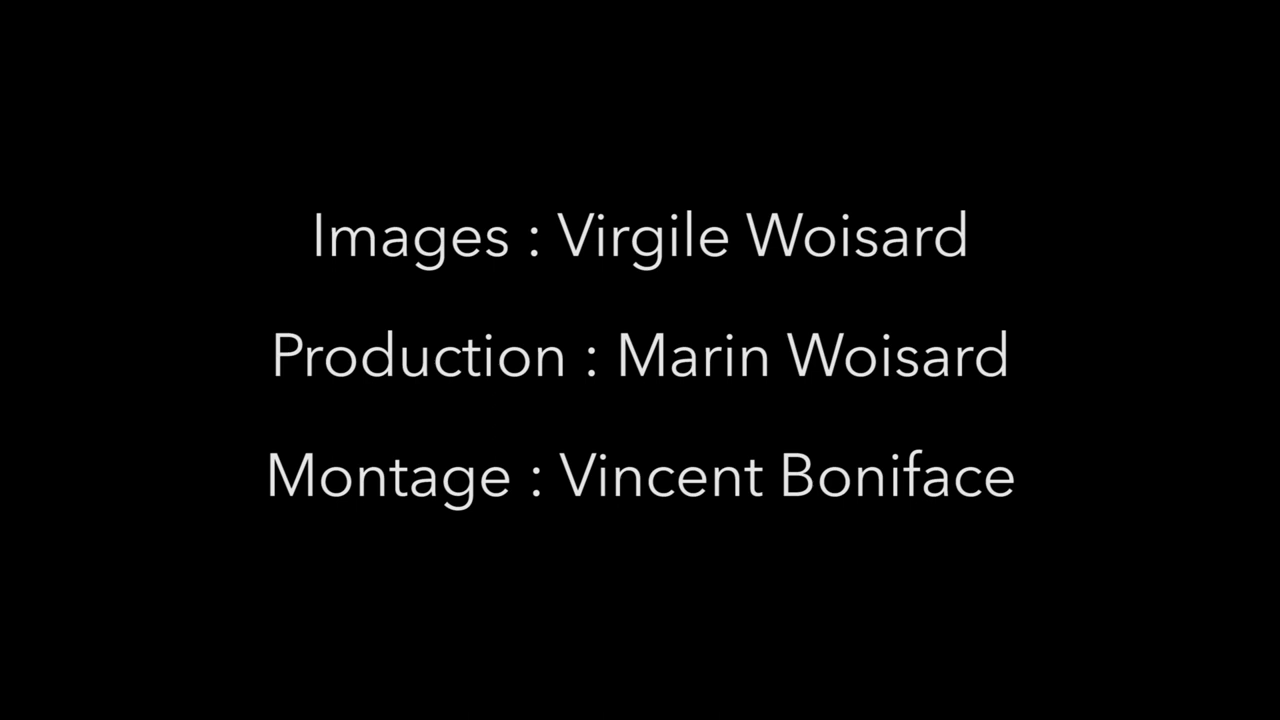 Images : Virgile Woisard
Production : Marin Woisard
Montage : Vincent Boniface